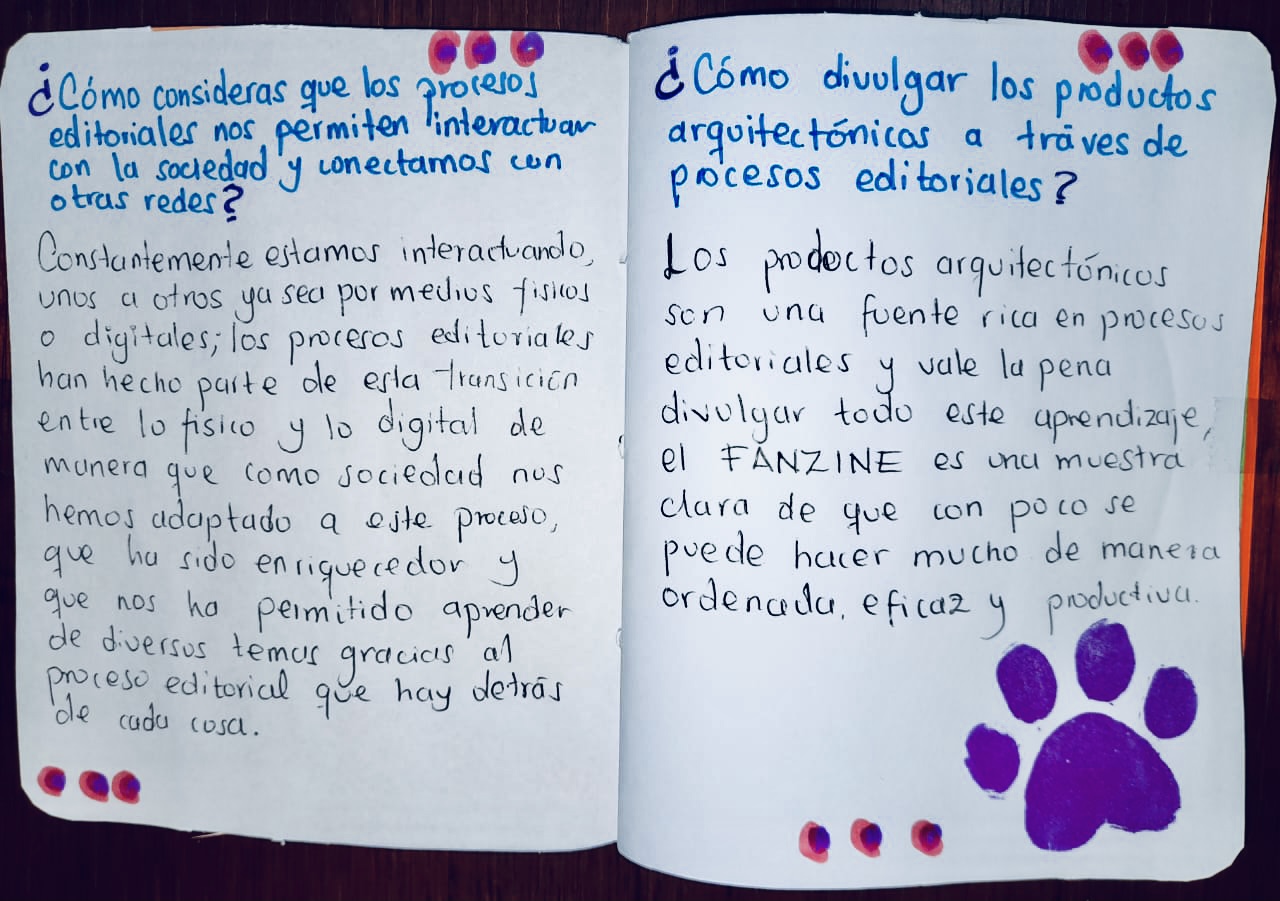 ¿Cómo consideras que los procesos
editoriales nos permiten interactuar
con la sociedad y conectarnos con
otras redes?
Constantemente estamos interactuando,
unos a otros ya sea por medios fisicos
o digitales; los procesos editoriales
han hecho parte de esta transición
entre lo fisico y lo digital de
manera que como sociedad nos
hemos adaptado a este proceso,
que ha sido enriquecedor y
que nos ha permitido aprender
de diversos temas gracias al
proceso editorial que hay detrás
de cada cosa.
¿Cómo divulgar los productos
arquitectónicos a tráves de
procesos editoriales?
Los productos arquitectónicos
son una fuente rica en procesos
editoriales y vale la pena
divulgar todo este aprendizaje,
el FANZINE es una muestra
clara de que con poco se
puede hacer mucho de manera
ordenada, eficaz y productiva.